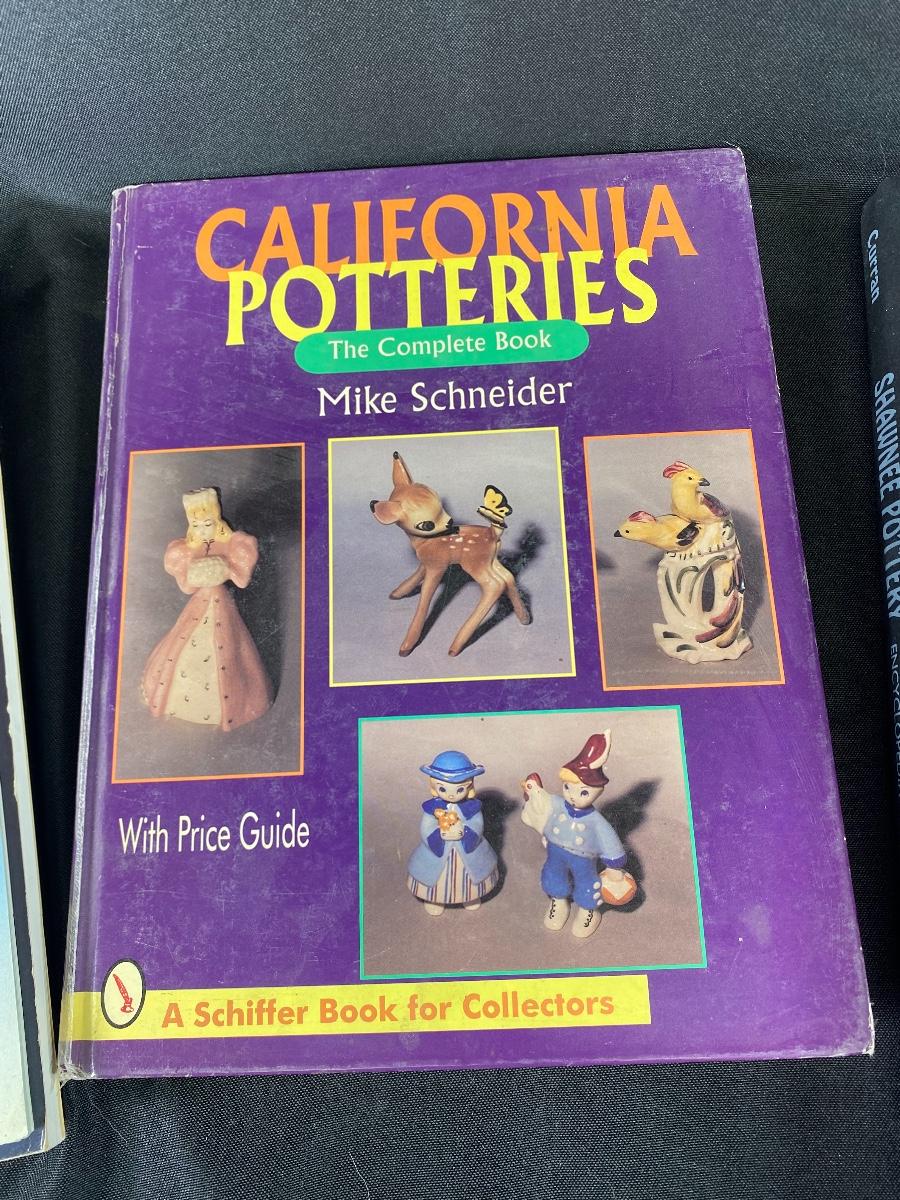 CALIFORNIA
POTTERIES
The Complete Book
Mike Schneider
With Price Guide
A Schiffer Book for Collectors
Curran
SHAWNEE POTTERY